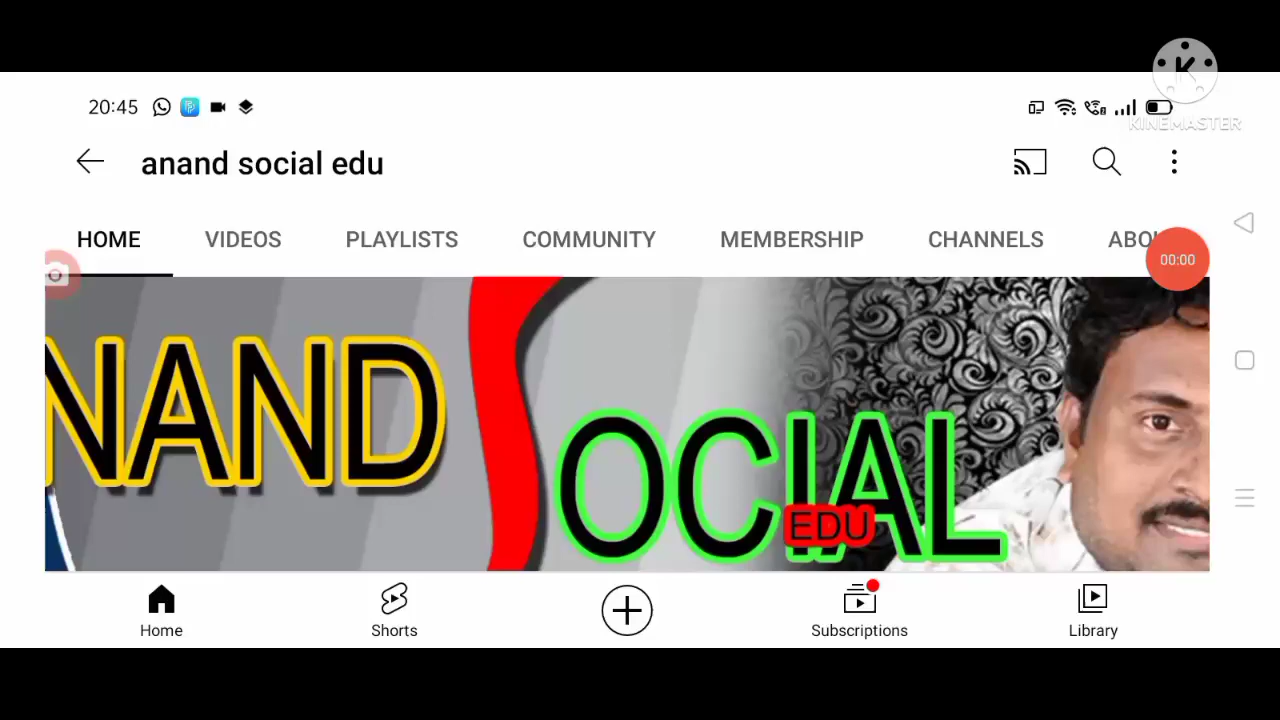 20:45
KINEMASTER
anand social edu
HOME VIDEOS PLAYLISTS COMMUNITY MEMBERSHIP CHANNELS
00:00
NAND SOCIAL
EDU
Home Shorts Subscriptions Library